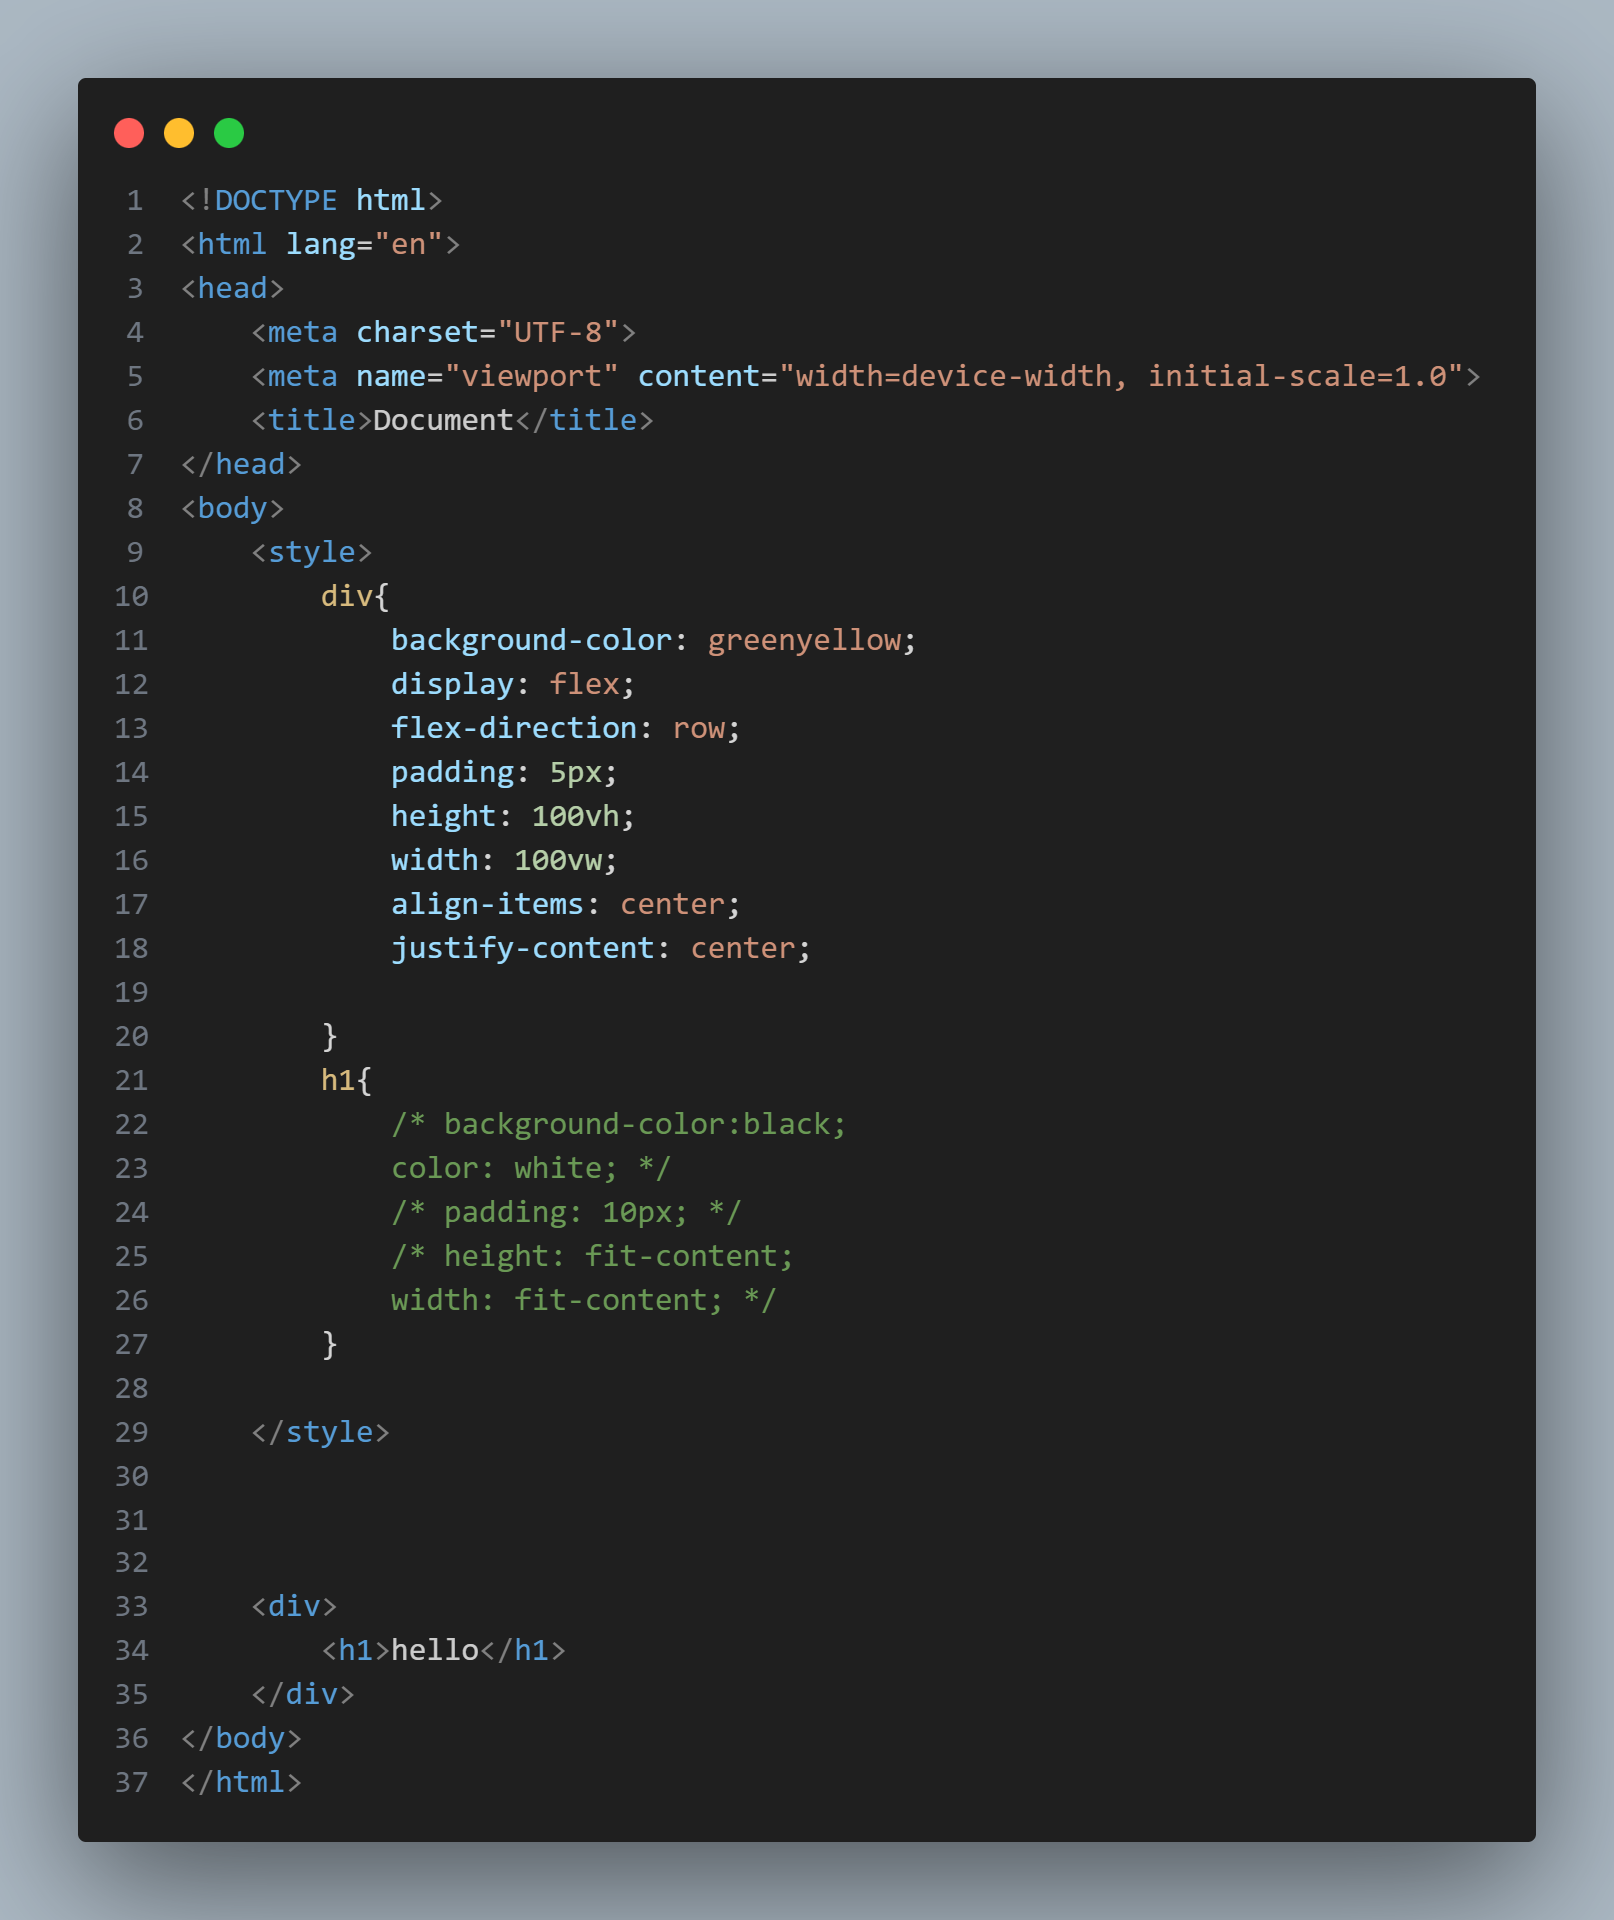 1 <!DOCTYPE html>
2 <html lang="en">
3 <head>
4     <meta charset="UTF-8">
5     <meta name="viewport" content="width=device-width, initial-scale=1.0">
6     <title>Document</title>
7 </head>
8 <body>
9     <style>
10         div{
11             background-color: greenyellow;
12             display: flex;
13             flex-direction: row;
14             padding: 5px;
15             height: 100vh;
16             width: 100vw;
17             align-items: center;
18             justify-content: center;
19
20         }
21         h1{
22             /* background-color:black;
23             color: white; */
24             /* padding: 10px; */
25             /* height: fit-content;
26             width: fit-content; */
27         }
28
29     </style>
30
31
32
33     <div>
34         <h1>hello</h1>
35     </div>
36 </body>
37 </html>